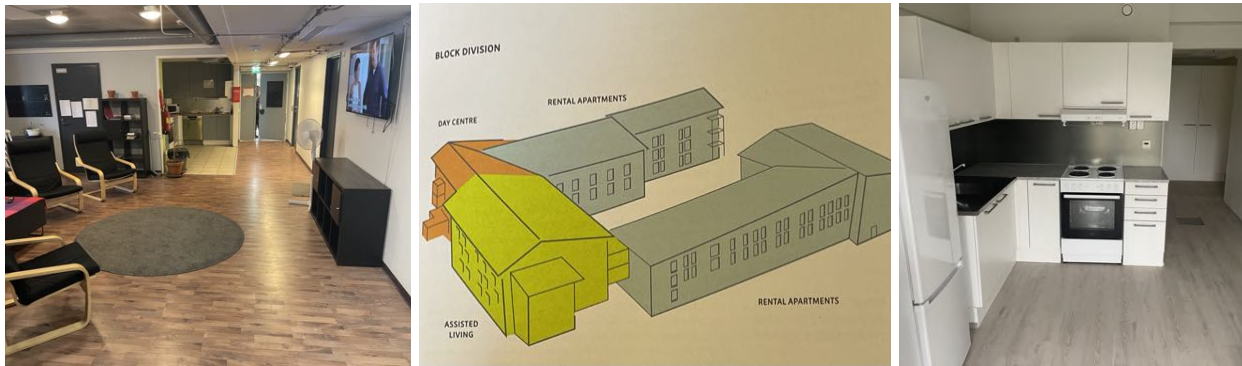 BLOCK DIVISION
RENTAL APARTMENTS
DAY CENTRE
ASSISTED
LIVING
RENTAL APARTMENTS